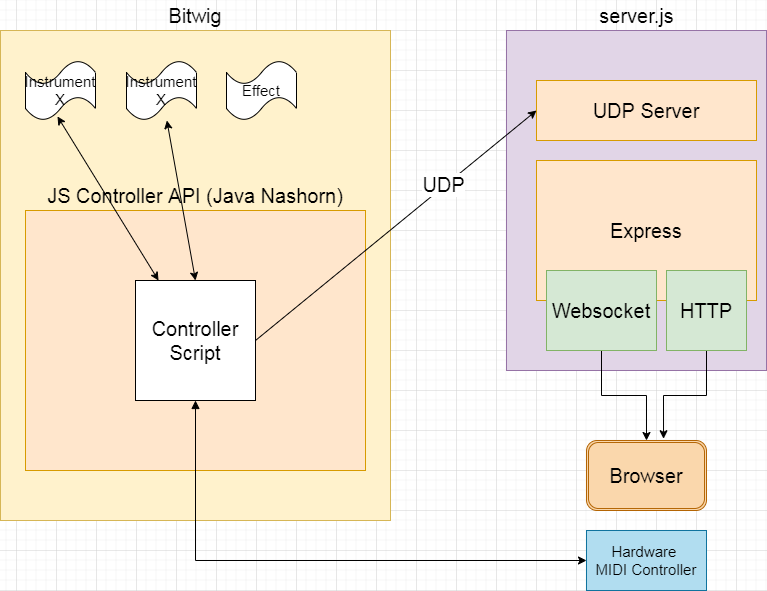 Bitwig
server.js
Instrument
X
Instrument
X
Effect
UDP Server
UDP
JS Controller API (Java Nashorn)
Express
Controller
Script
Websocket
HTTP
Browser
Hardware
MIDI Controller